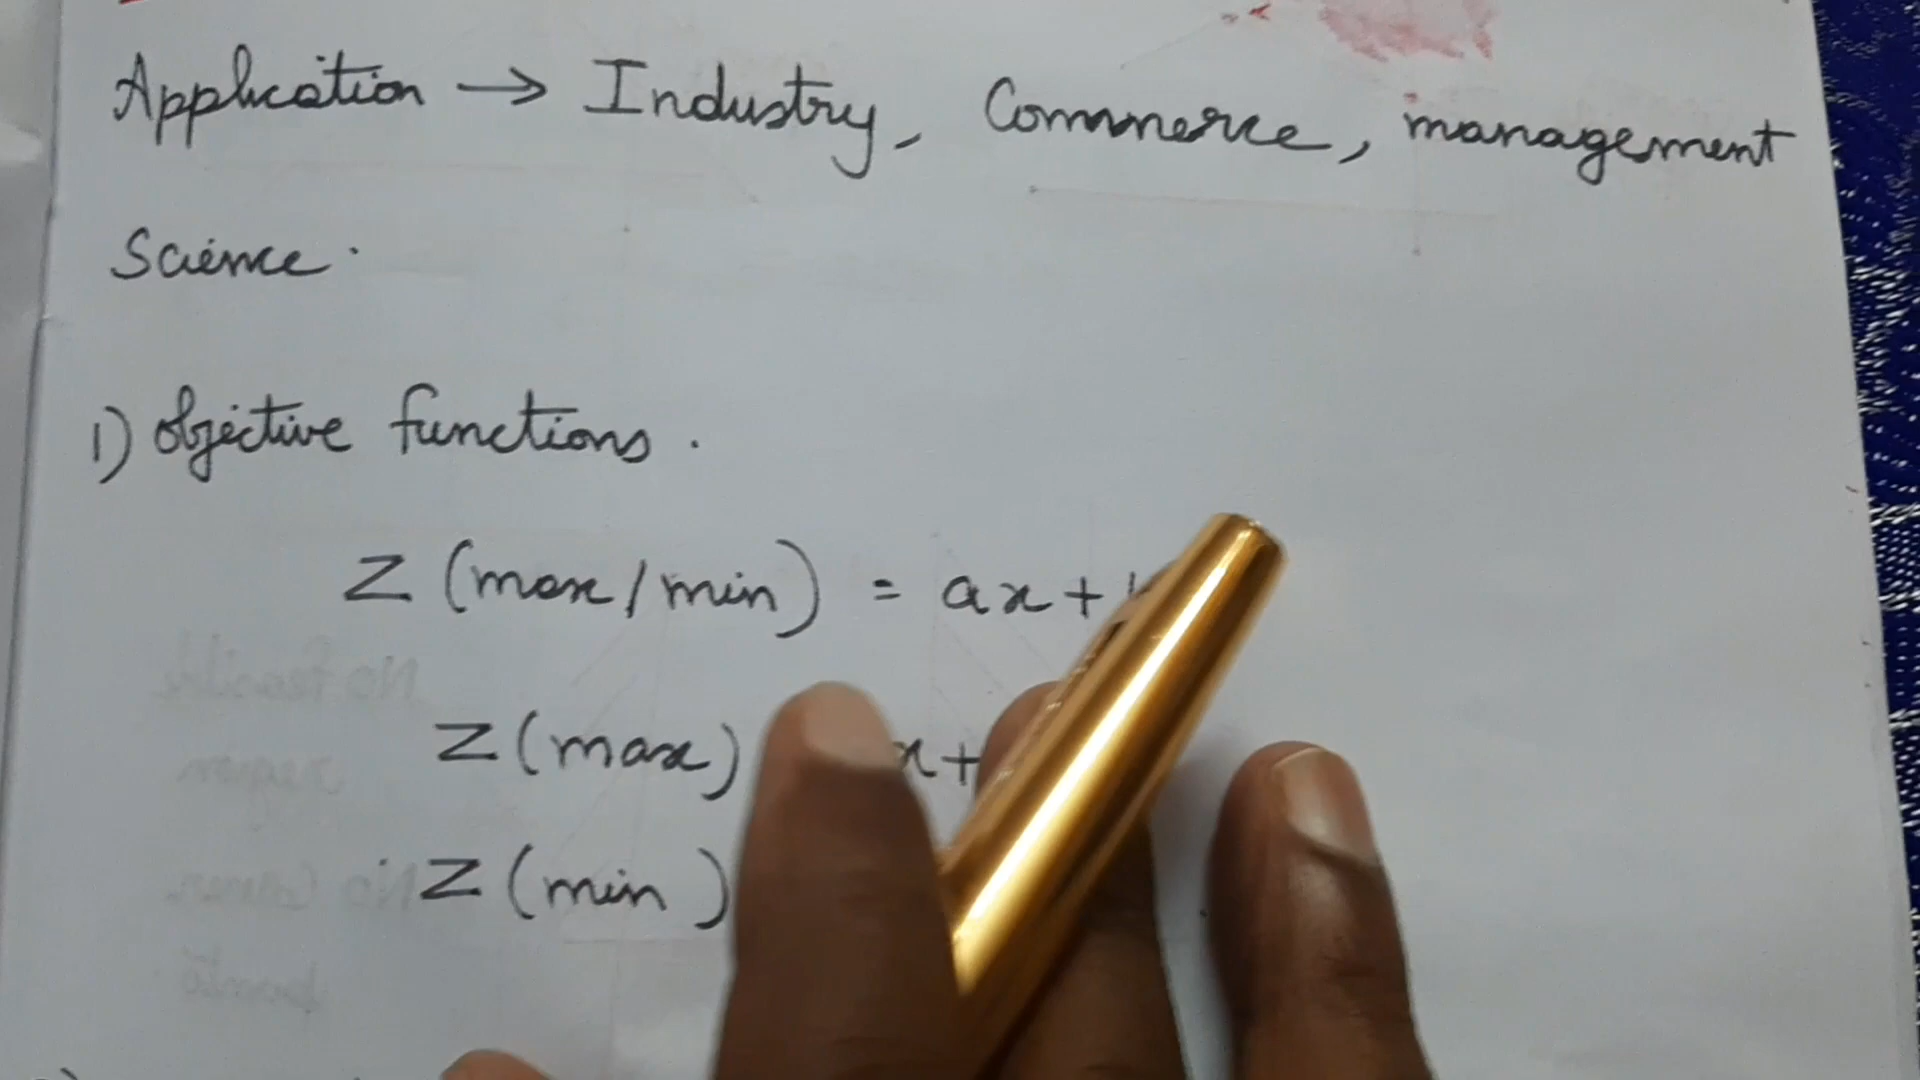 Application → Industry, Commerce, management
Science.
1) Objective functions.
Z (max/min) = ax +
Z (max) x +
Z (min)